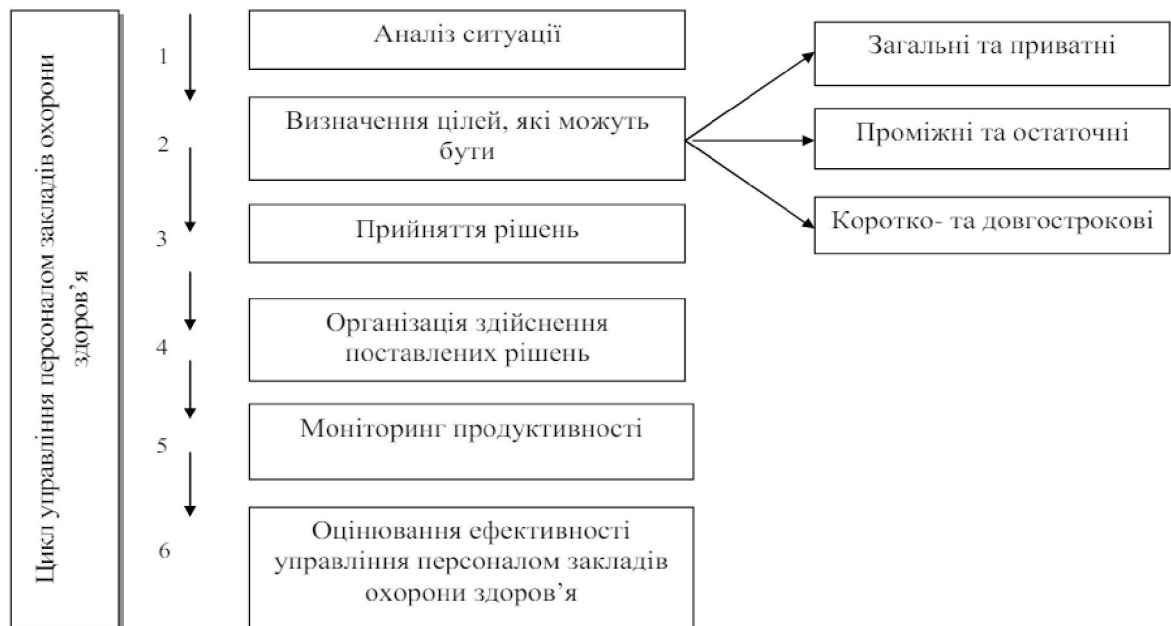 Цикл управління персоналом закладів охорони
здоров’я
1
Аналіз ситуації
2
Визначення цілей, які можуть
бути
Загальні та приватні
Проміжні та остаточні
Коротко- та довгострокові
3
Прийняття рішень
4
Організація здійснення
поставлених рішень
5
Моніторинг продуктивності
6
Оцінювання ефективності
управління персоналом закладів
охорони здоров’я